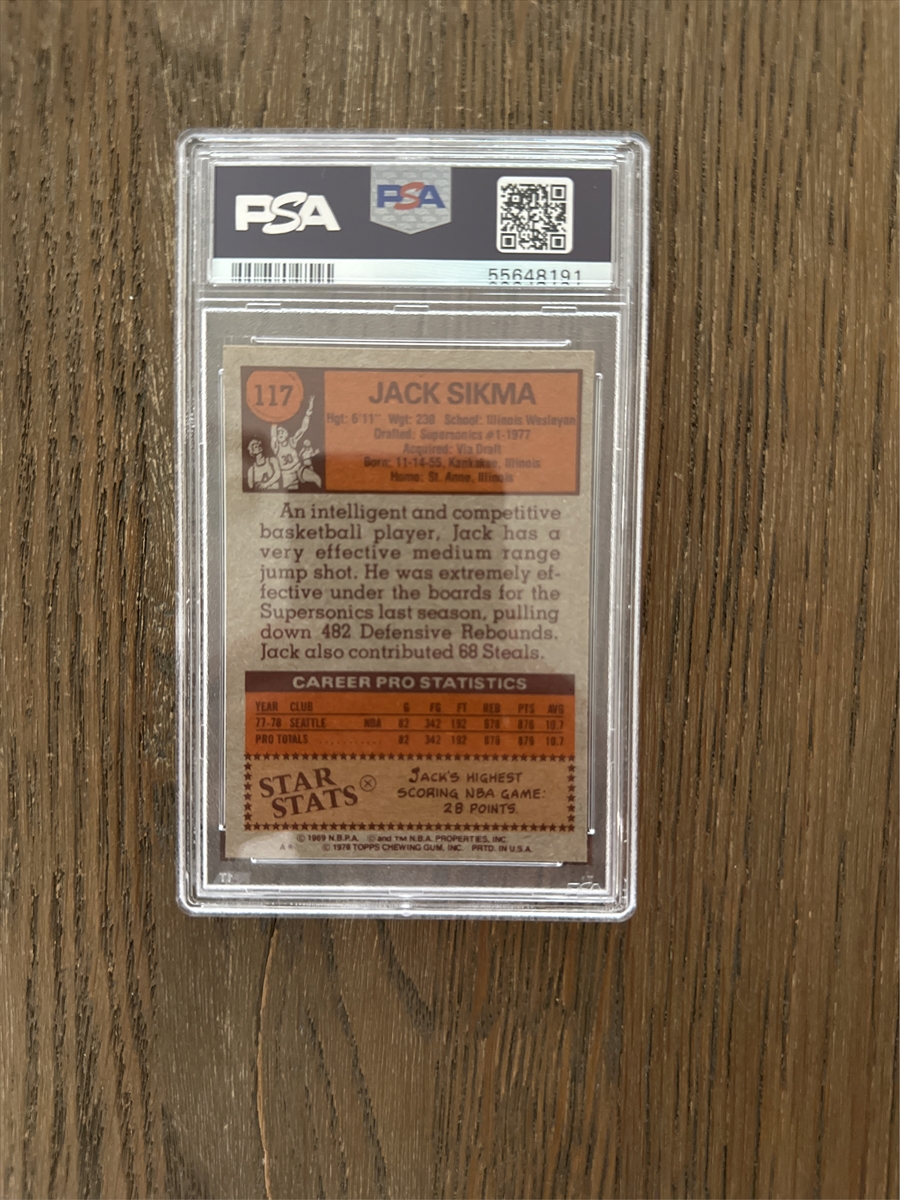 PSA
PSA
55648191
117
JACK SIKMA
Hgt: 6'11" Wgt: 230 School: Illinois Wesleyan
Drafted: Supersonics #1-1977
Acquired: Via Draft
Born: 11-14-55, Kankakee, Illinois
Home: St. Anne, Illinois
An intelligent and competitive
basketball player, Jack has a
very effective medium range
jump shot. He was extremely ef-
fective under the boards for the
Supersonics last season, pulling
down 482 Defensive Rebounds.
Jack also contributed 68 Steals.
CAREER PRO STATISTICS
YEAR CLUB G FG FT REB PTS AVG
77-78 SEATTLE NBA 82 342 192 678 876 10.7
PRO TOTALS 82 342 192 678 876 10.7
STAR
STATS
JACK'S HIGHEST
SCORING NBA GAME:
28 POINTS.
© 1969 N.B.P.A. © and TM N.B.A. PROPERTIES, INC.
A* © 1978 TOPPS CHEWING GUM, INC. PRTD. IN U.S.A.